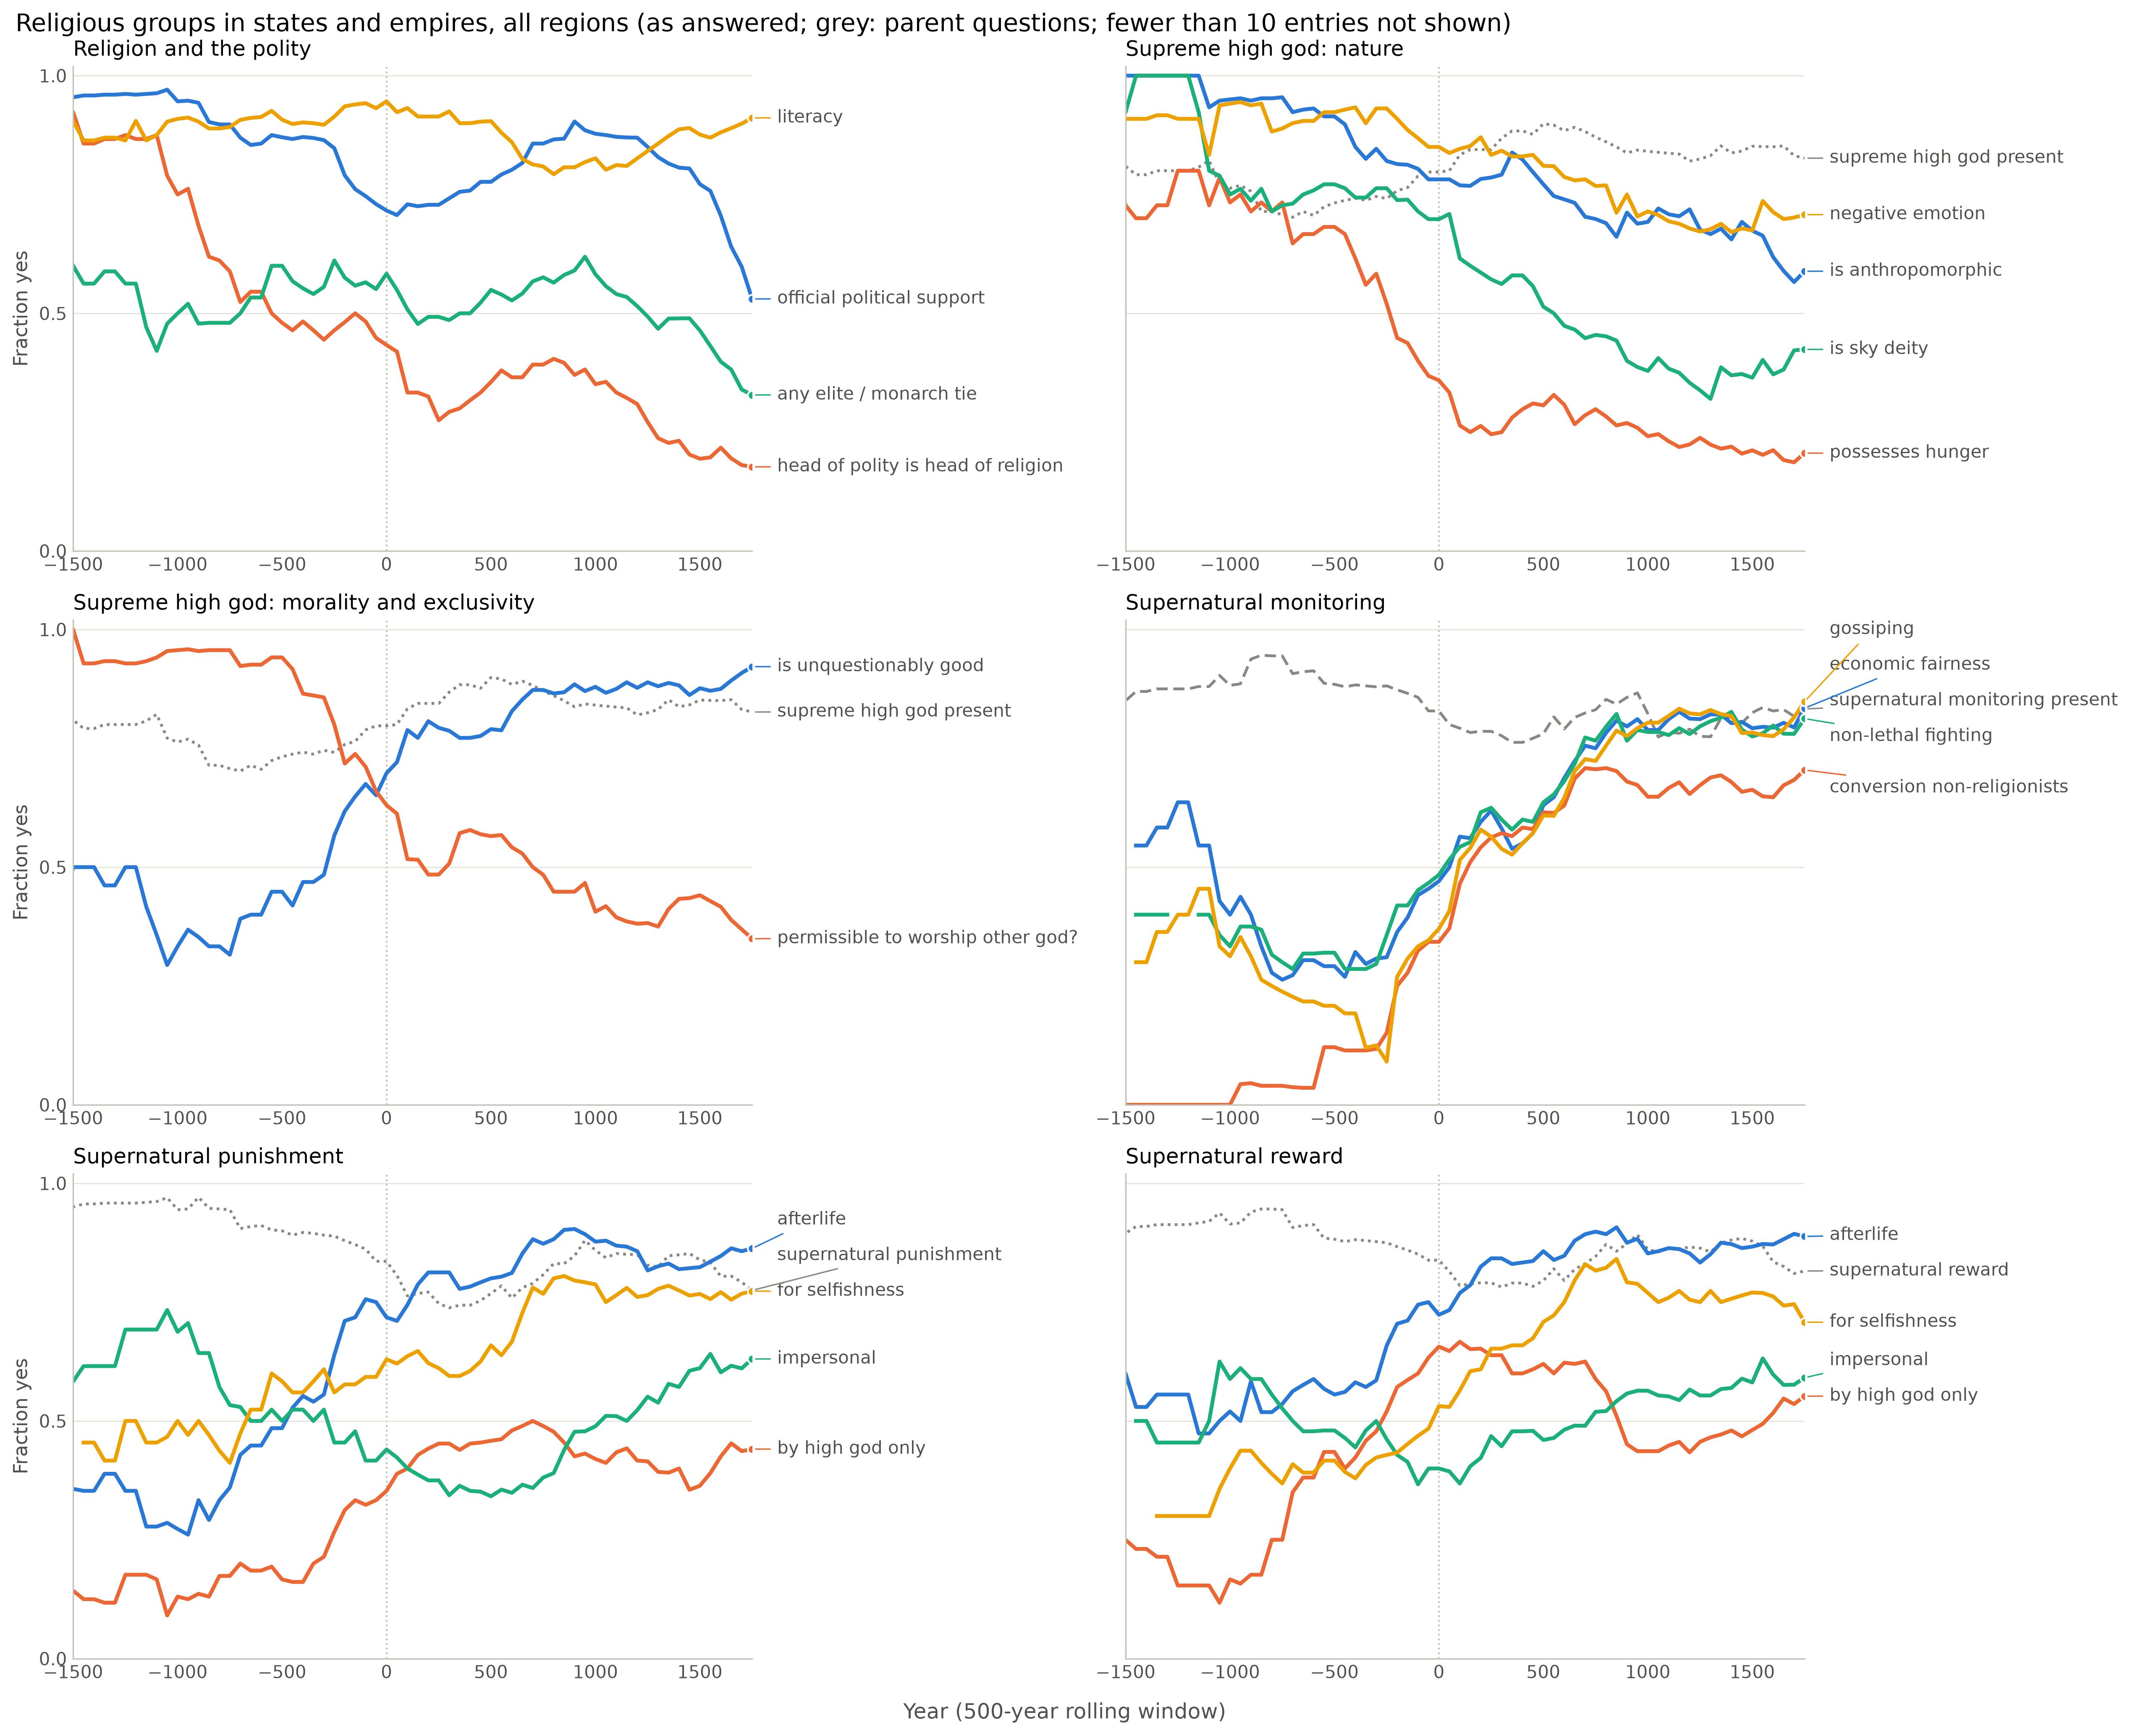 Religious groups in states and empires, all regions (as answered; grey: parent questions; fewer than 10 entries not shown)
Religion and the polity
Fraction yes
1.0
0.5
0.0
−1500 −1000 −500 0 500 1000 1500
literacy
official political support
any elite / monarch tie
head of polity is head of religion
Supreme high god: nature
−1500 −1000 −500 0 500 1000 1500
supreme high god present
negative emotion
is anthropomorphic
is sky deity
possesses hunger
Supreme high god: morality and exclusivity
Fraction yes
1.0
0.5
0.0
−1500 −1000 −500 0 500 1000 1500
is unquestionably good
supreme high god present
permissible to worship other god?
Supernatural monitoring
−1500 −1000 −500 0 500 1000 1500
gossiping
economic fairness
supernatural monitoring present
non-lethal fighting
conversion non-religionists
Supernatural punishment
Fraction yes
1.0
0.5
0.0
−1500 −1000 −500 0 500 1000 1500
afterlife
supernatural punishment
for selfishness
impersonal
by high god only
Supernatural reward
−1500 −1000 −500 0 500 1000 1500
afterlife
supernatural reward
for selfishness
impersonal
by high god only
Year (500-year rolling window)